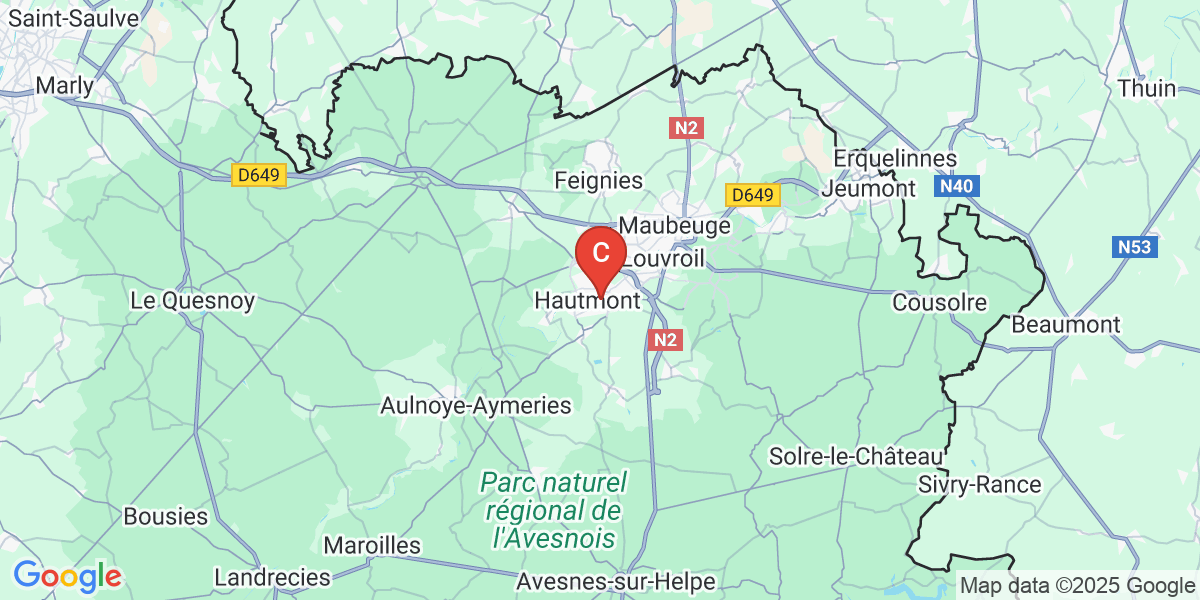 Saint-Saulve
Marly
Thuin
N2
Erquelinnes
D649
Feignies
Jeumont
N40
D649
Maubeuge
N53
C
Louvroil
Le Quesnoy
Hautmont
Cousolre
Beaumont
N2
Aulnoye-Aymeries
Solre-le-Château
Parc naturel
régional de
l'Avesnois
Sivry-Rance
Bousies
Maroilles
Landrecies
Avesnes-sur-Helpe
Google
Map data ©2025 Google